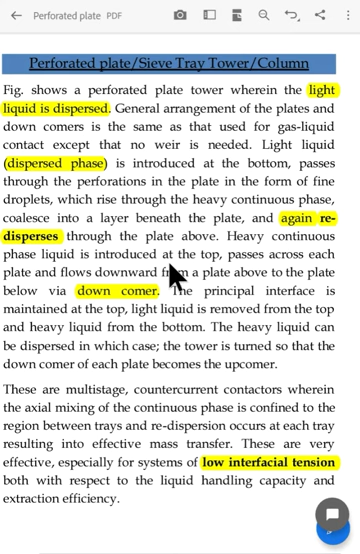 Perforated plate PDF
Perforated plate/Sieve Tray Tower/Column
Fig. shows a perforated plate tower wherein the light
liquid is dispersed. General arrangement of the plates and
down comers is the same as that used for gas-liquid
contact except that no weir is needed. Light liquid
(dispersed phase) is introduced at the bottom, passes
through the perforations in the plate in the form of fine
droplets, which rise through the heavy continuous phase,
coalesce into a layer beneath the plate, and again re-
disperses through the plate above. Heavy continuous
phase liquid is introduced at the top, passes across each
plate and flows downward from a plate above to the plate
below via down comer. The principal interface is
maintained at the top, light liquid is removed from the top
and heavy liquid from the bottom. The heavy liquid can
be dispersed in which case; the tower is turned so that the
down comer of each plate becomes the upcomer.
These are multistage, countercurrent contactors wherein
the axial mixing of the continuous phase is confined to the
region between trays and re-dispersion occurs at each tray
resulting into effective mass transfer. These are very
effective, especially for systems of low interfacial tension
both with respect to the liquid handling capacity and
extraction efficiency.